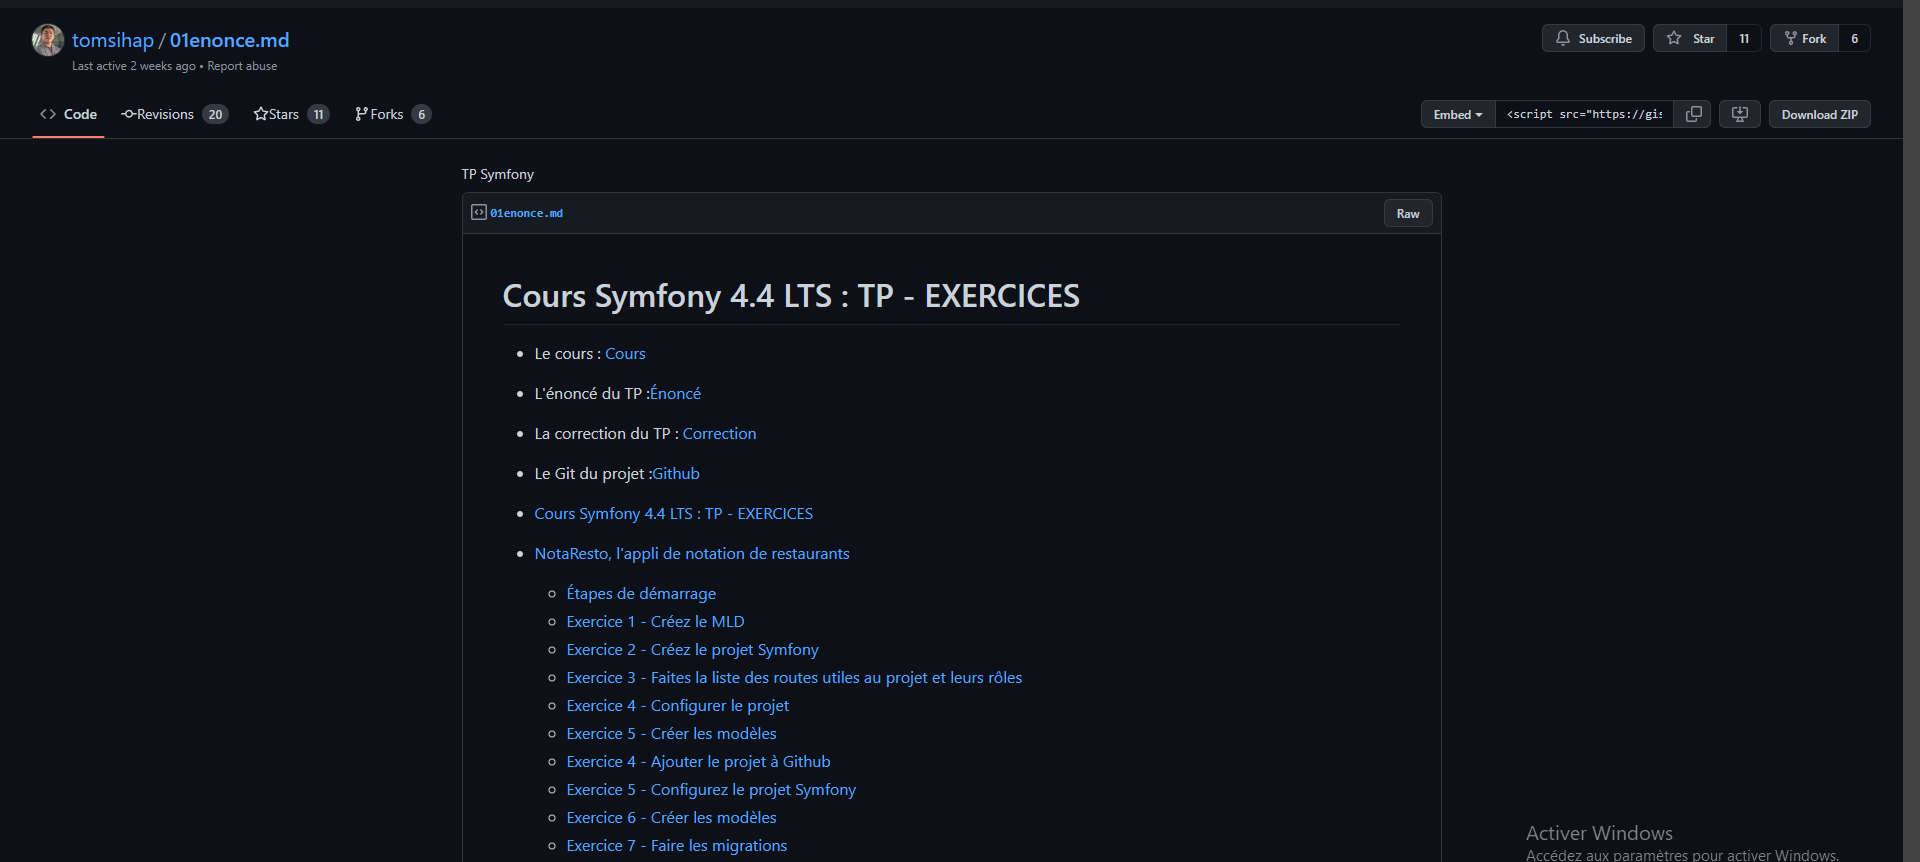 tomsihap / 01enonce.md
Last active 2 weeks ago • Report abuse
Subscribe
Star 11
Fork 6
Code
Revisions 20
Stars 11
Forks 6
Embed
<script src="https://gis
Download ZIP
TP Symfony
01enonce.md
Raw
Cours Symfony 4.4 LTS : TP - EXERCICES
• Le cours : Cours
• L'énoncé du TP :Énoncé
• La correction du TP : Correction
• Le Git du projet :Github
• Cours Symfony 4.4 LTS : TP - EXERCICES
• NotaResto, l'appli de notation de restaurants
Étapes de démarrage
Exercice 1 - Créez le MLD
Exercice 2 - Créez le projet Symfony
Exercice 3 - Faites la liste des routes utiles au projet et leurs rôles
Exercice 4 - Configurer le projet
Exercice 5 - Créer les modèles
Exercice 4 - Ajouter le projet à Github
Exercice 5 - Configurez le projet Symfony
Exercice 6 - Créer les modèles
Exercice 7 - Faire les migrations
Activer Windows
Accédez aux paramètres pour activer Windows.